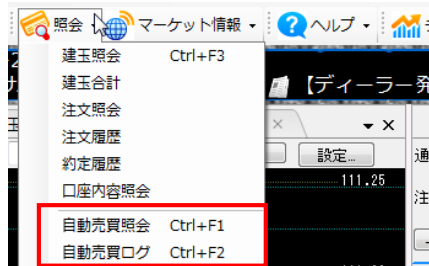 照会 マーケット情報 ヘルプ
建玉照会 Ctrl+F3
建玉合計
【ディーラー発
注文照会
注文履歴
設定...
約定履歴
111.25
口座内容照会
自動売買照会 Ctrl+F1
自動売買ログ Ctrl+F2